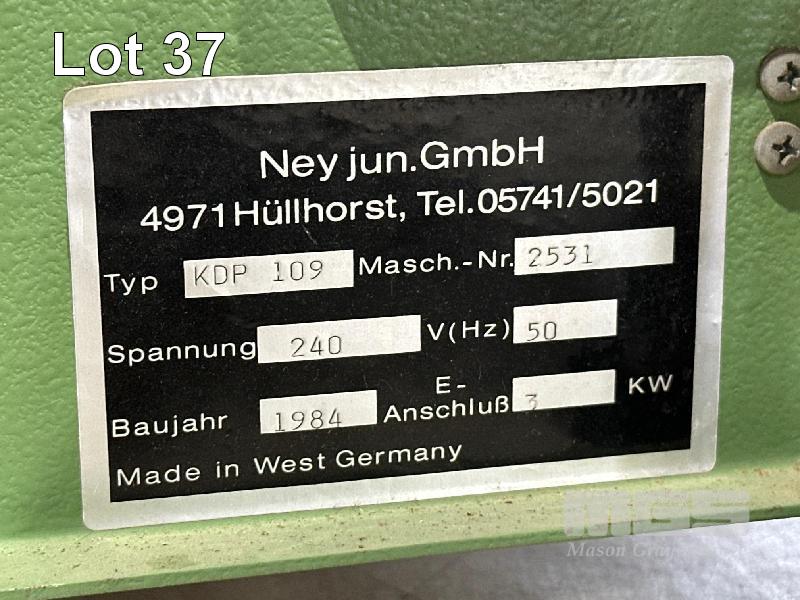 Lot 37
Ney jun.GmbH
4971 Hüllhorst, Tel.05741/5021
Typ KDP 109 Masch.-Nr. 2531
Spannung 240 V(Hz) 50
Baujahr 1984 E-Anschluß 3 KW
Made in West Germany
MGS
Mason